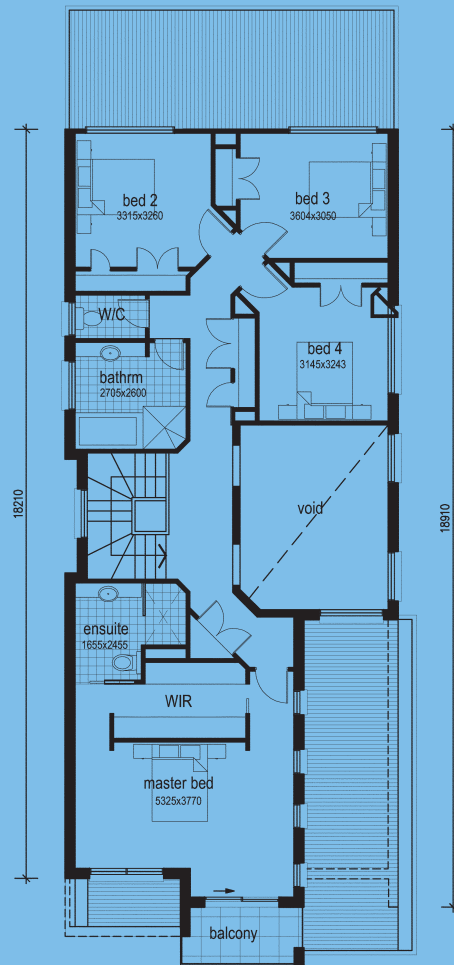 bed 2
3315x3260
bed 3
3604x3050
W/C
bed 4
3145x3243
bathrm
2705x2600
18210
18910
void
ensuite
1655x2455
WIR
master bed
5325x3770
balcony